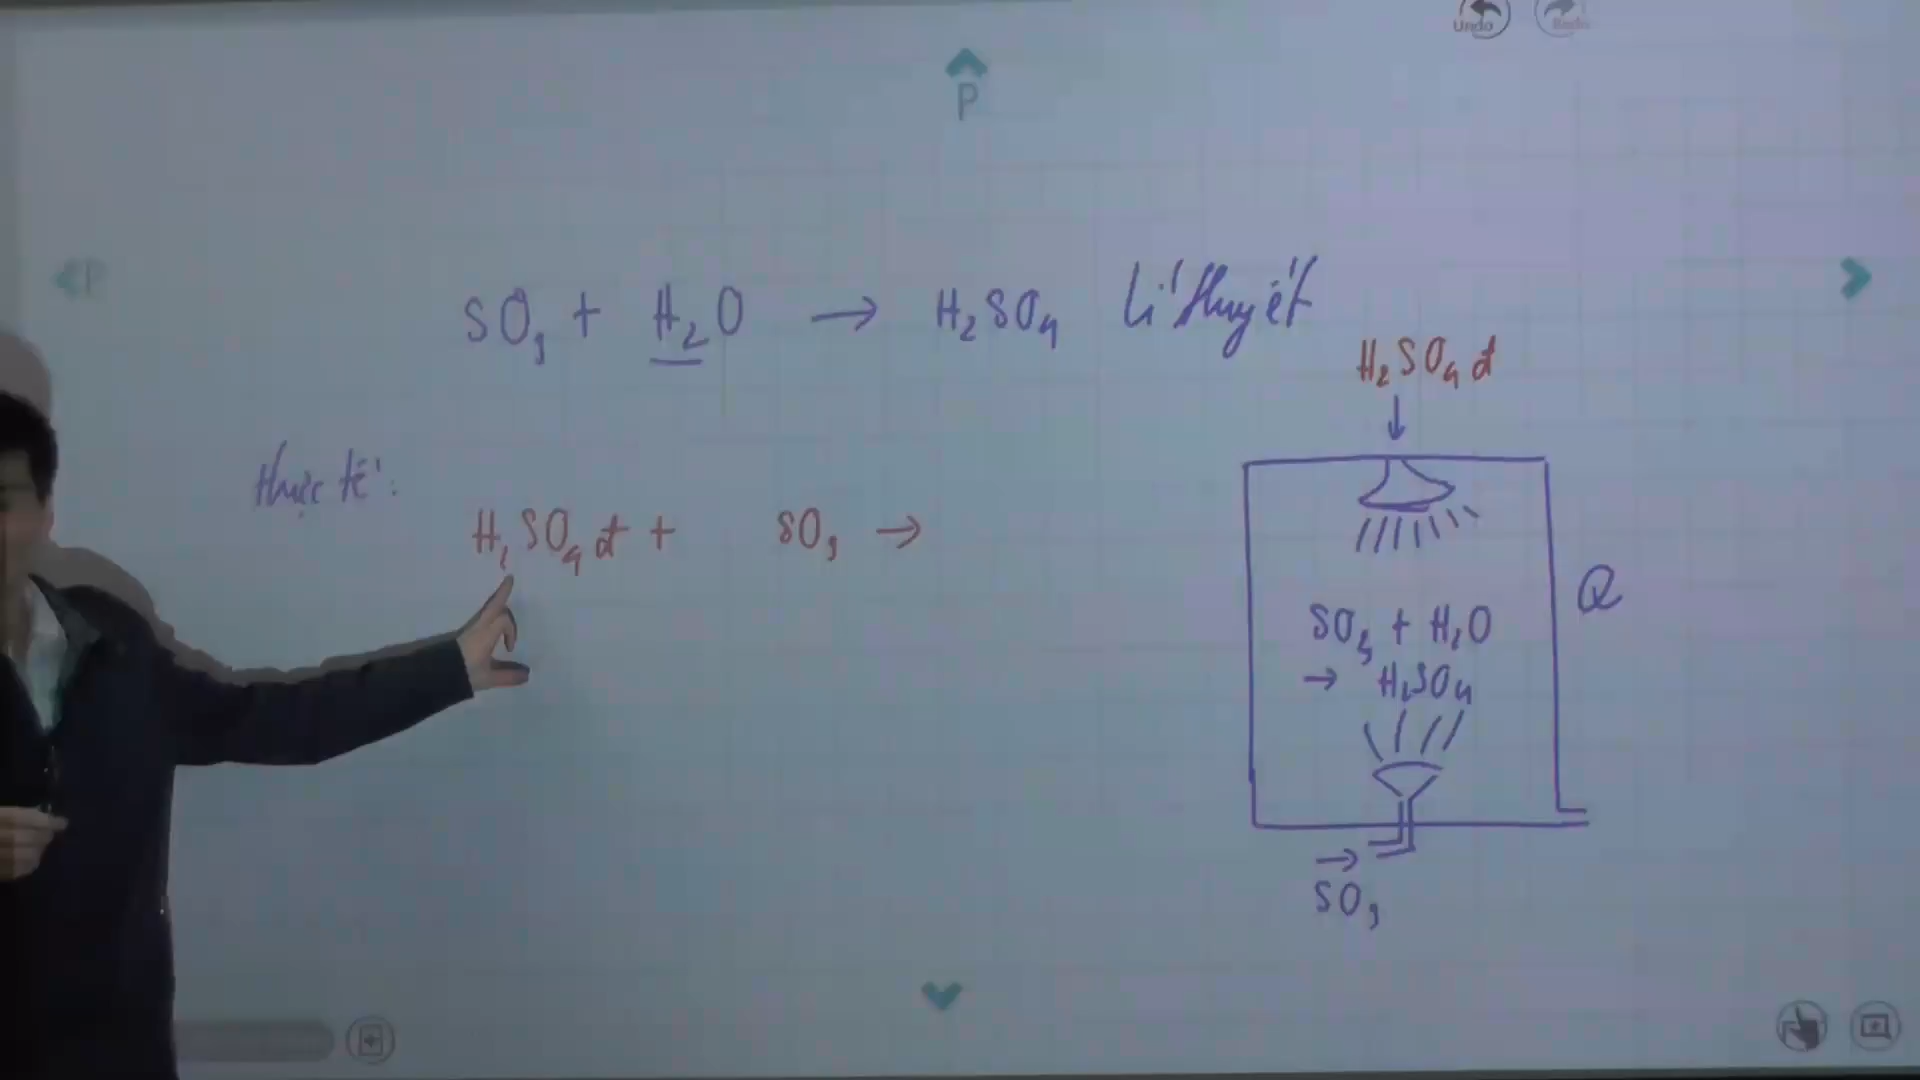 Undo Redo
P
P
SO₃ + H₂O → H₂SO₄ Lí thuyết
H₂SO₄ đ
thực tế:
H₂SO₄ đ + SO₃ →
Q
SO₃ + H₂O
→ H₂SO₄
→
SO₃